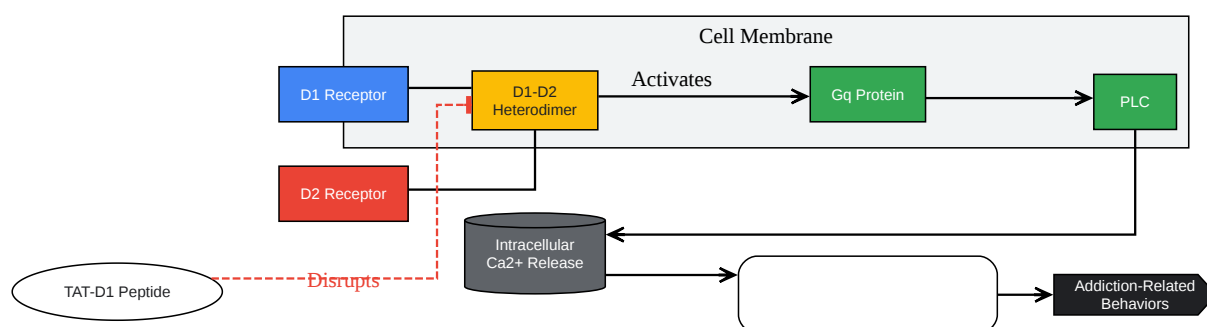 Cell Membrane
D1 Receptor
D1-D2
Heterodimer
Activates
Gq Protein
PLC
D2 Receptor
Intracellular
Ca2+ Release
Disrupts
TAT-D1 Peptide
Addiction-Related
Behaviors